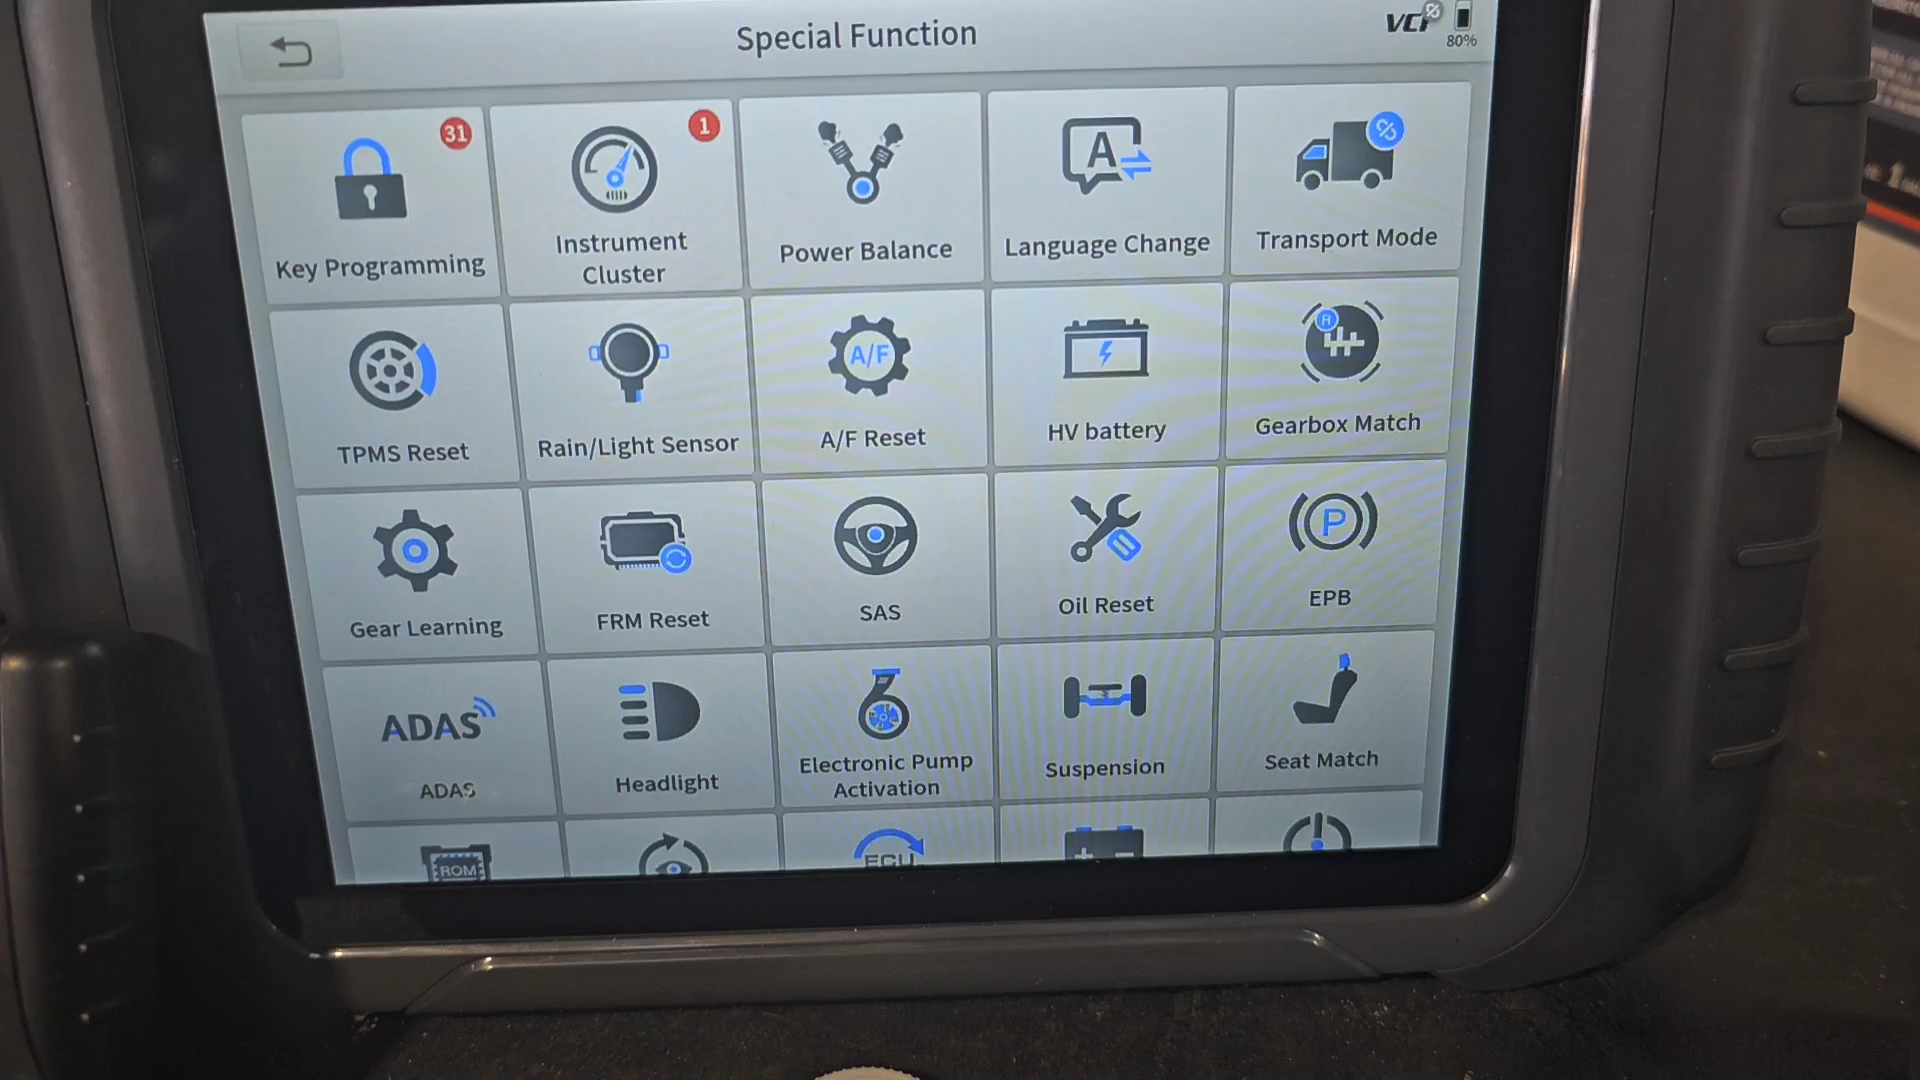 Special Function
VCI
80%
31
Key Programming
1
Instrument
Cluster
Power Balance
A
Language Change
Transport Mode
TPMS Reset
Rain/Light Sensor
A/F
A/F Reset
HV battery
R
Gearbox Match
Gear Learning
FRM Reset
SAS
Oil Reset
P
EPB
ADAS
ADAS
Headlight
Electronic Pump
Activation
Suspension
Seat Match
ROM
ECU